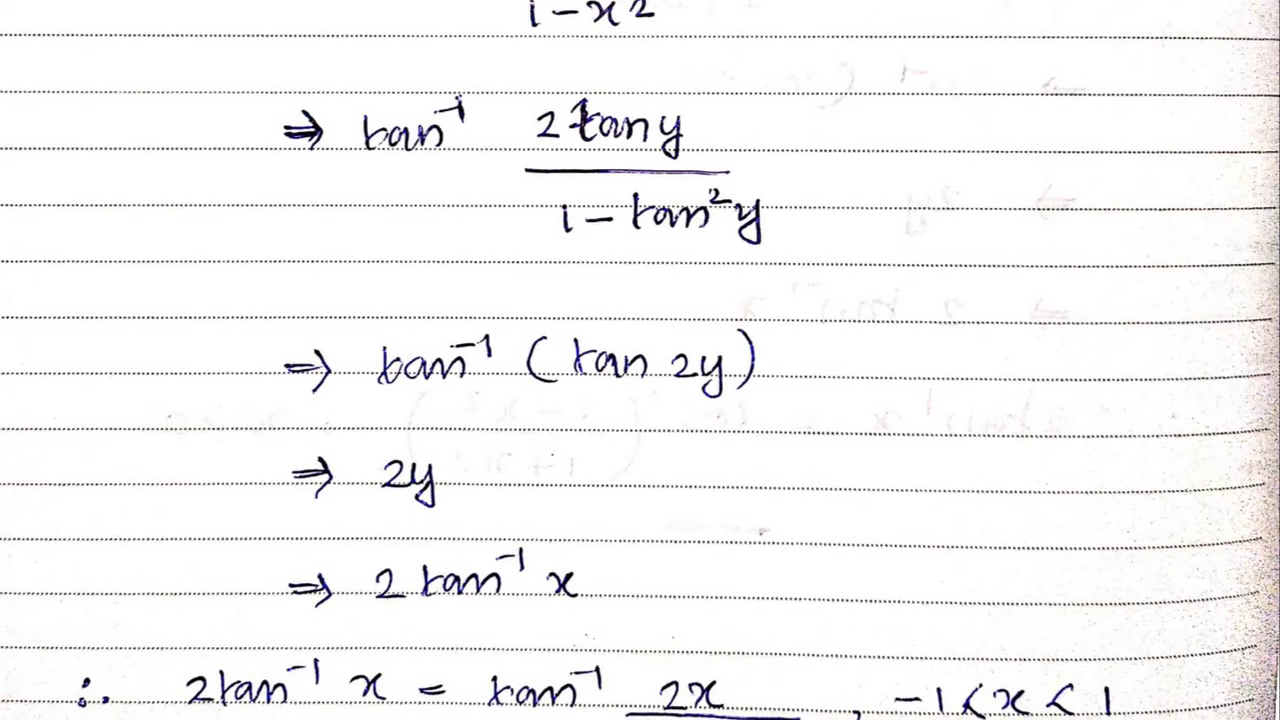 1 - x2
⇒ tan⁻¹ 2tan y
1 - tan²y
⇒ tan⁻¹ (tan 2y)
⇒ 2y
⇒ 2 tan⁻¹ x
∴ 2tan⁻¹ x = tan⁻¹ 2x , -1 < x < 1